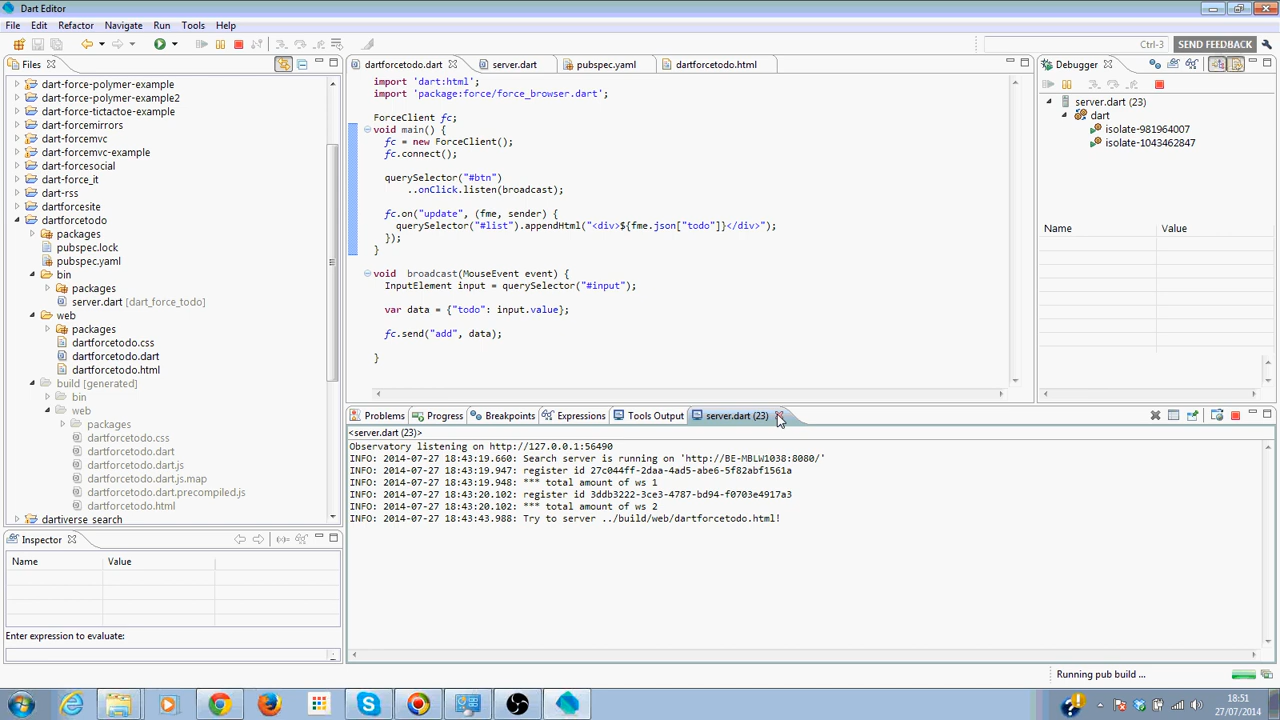 Dart Editor
File Edit Refactor Navigate Run Tools Help
Ctrl-3
SEND FEEDBACK
Files
dart-force-polymer-example
dart-force-polymer-example2
dart-force-tictactoe-example
dart-forcemirrors
dart-forcemvc
dart-forcemvc-example
dart-forcesocial
dart-force_it
dart-rss
dartforcesite
dartforcetodo
packages
pubspec.lock
pubspec.yaml
bin
packages
server.dart [dart_force_todo]
web
packages
dartforcetodo.css
dartforcetodo.dart
dartforcetodo.html
build [generated]
bin
web
packages
dartforcetodo.css
dartforcetodo.dart
dartforcetodo.dart.js
dartforcetodo.dart.js.map
dartforcetodo.dart.precompiled.js
dartforcetodo.html
dartiverse search
Inspector
Name Value
Enter expression to evaluate:
dartforcetodo.dart server.dart pubspec.yaml dartforcetodo.html
import 'dart:html';
import 'package:force/force_browser.dart';
ForceClient fc;
void main() {
fc = new ForceClient();
fc.connect();
querySelector("#btn")
..onClick.listen(broadcast);
fc.on("update", (fme, sender) {
querySelector("#list").appendHtml("<div>${fme.json["todo"]}</div>");
});
}
void broadcast(MouseEvent event) {
InputElement input = querySelector("#input");
var data = {"todo": input.value};
fc.send("add", data);
}
Debugger
server.dart (23)
dart
isolate-981964007
isolate-1043462847
Name Value
Problems Progress Breakpoints Expressions Tools Output server.dart (23)
<server.dart (23)>
Observatory listening on http://127.0.0.1:56490
INFO: 2014-07-27 18:43:19.660: Search server is running on 'http://BE-MBLW1038:8080/'
INFO: 2014-07-27 18:43:19.947: register id 27c044ff-2daa-4ad5-abe6-5f82abf1561a
INFO: 2014-07-27 18:43:19.948: *** total amount of ws 1
INFO: 2014-07-27 18:43:20.102: register id 3ddb3222-3ce3-4787-bd94-f0703e4917a3
INFO: 2014-07-27 18:43:20.102: *** total amount of ws 2
INFO: 2014-07-27 18:43:43.988: Try to server ../build/web/dartforcetodo.html!
Running pub build ...
18:51
27/07/2014